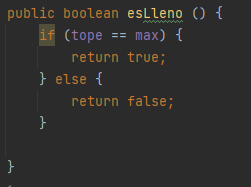 public boolean esLleno () {
    if (tope == max) {
        return true;
    } else {
        return false;
    }
}